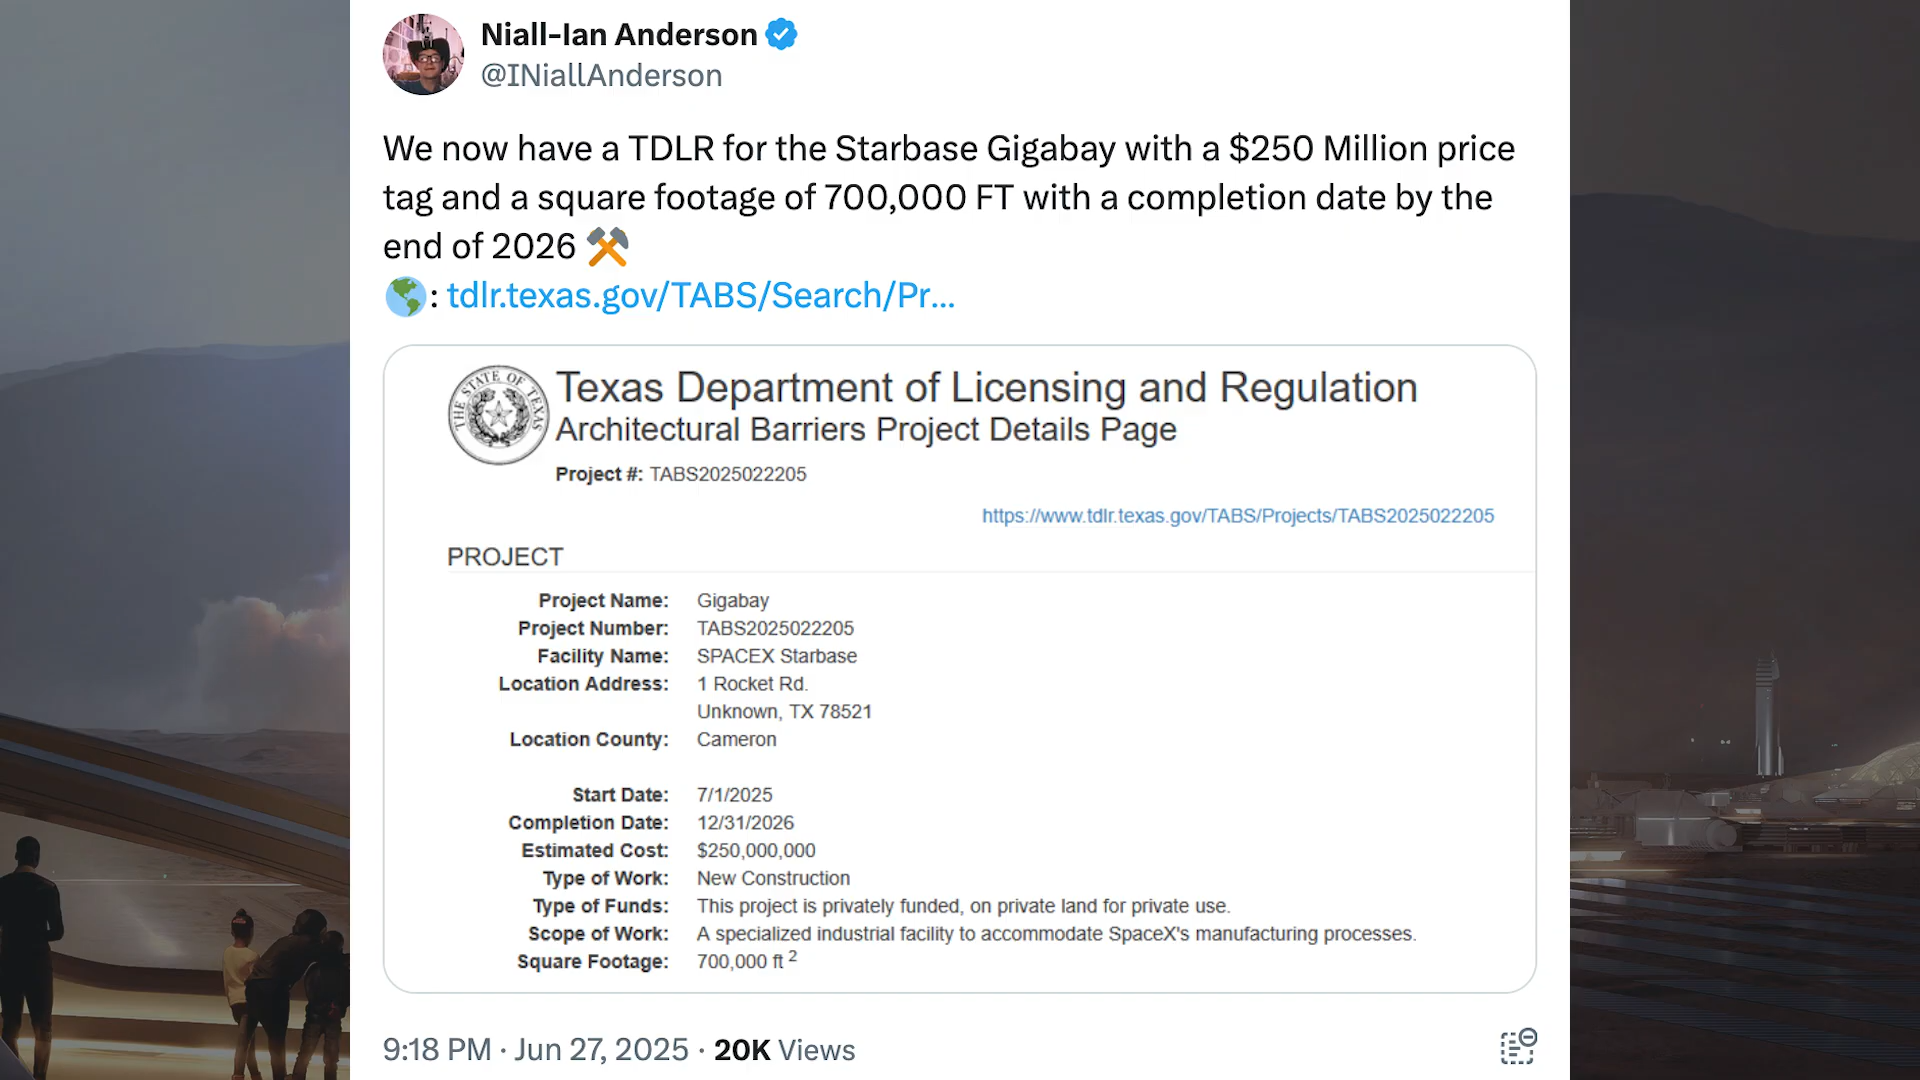 Niall-Ian Anderson
@INiallAnderson
We now have a TDLR for the Starbase Gigabay with a $250 Million price
tag and a square footage of 700,000 FT with a completion date by the
end of 2026 ⚒️
🌎: tdlr.texas.gov/TABS/Search/Pr...
THE STATE OF TEXAS
Texas Department of Licensing and Regulation
Architectural Barriers Project Details Page
Project #: TABS2025022205
https://www.tdlr.texas.gov/TABS/Projects/TABS2025022205
PROJECT
Project Name: Gigabay
Project Number: TABS2025022205
Facility Name: SPACEX Starbase
Location Address: 1 Rocket Rd.
Unknown, TX 78521
Location County: Cameron
Start Date: 7/1/2025
Completion Date: 12/31/2026
Estimated Cost: $250,000,000
Type of Work: New Construction
Type of Funds: This project is privately funded, on private land for private use.
Scope of Work: A specialized industrial facility to accommodate SpaceX's manufacturing processes.
Square Footage: 700,000 ft ²
9:18 PM · Jun 27, 2025 · 20K Views